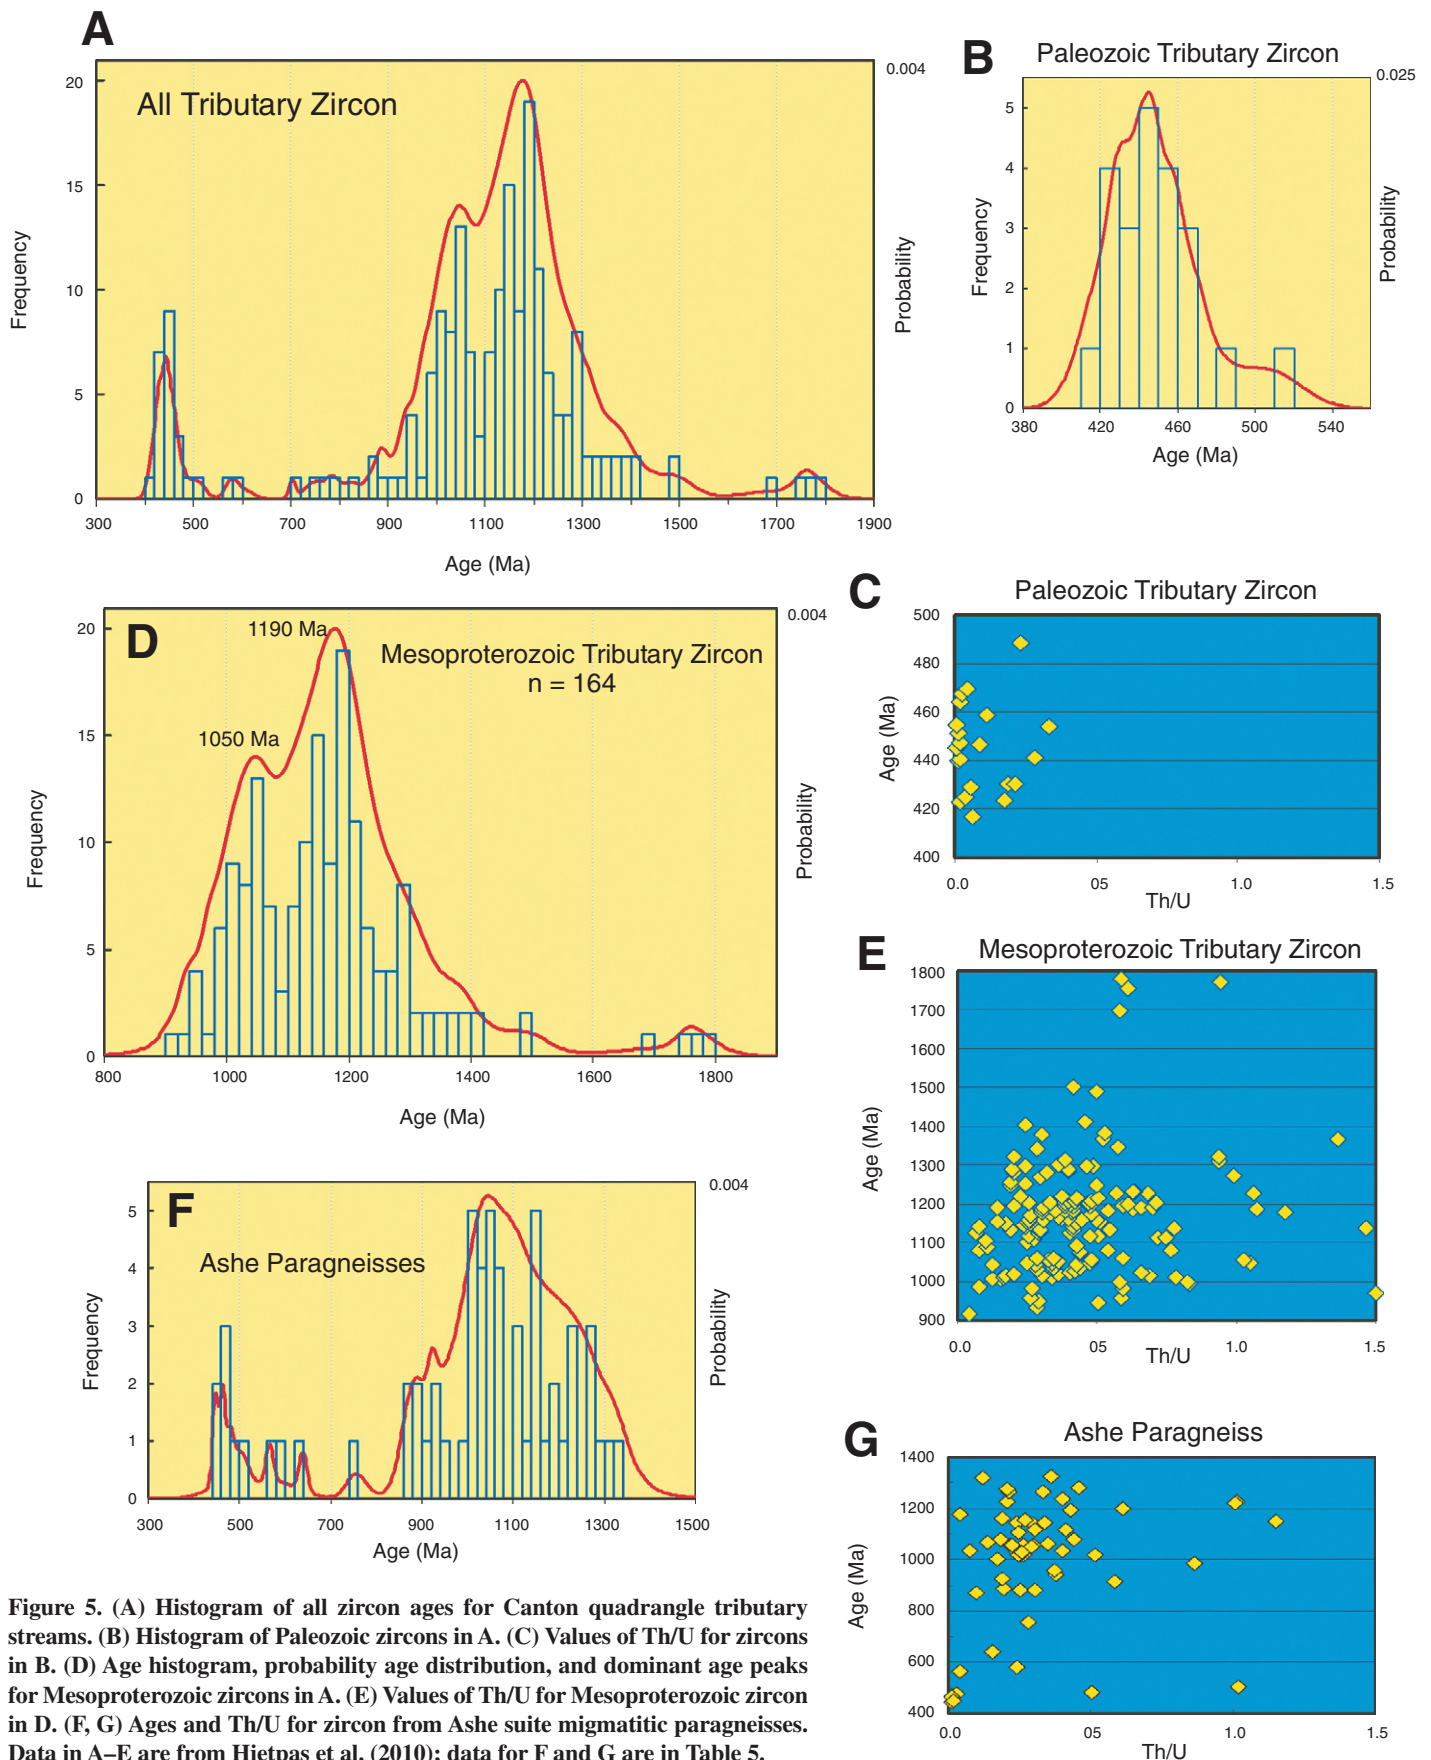 A
All Tributary Zircon
0.004
20
15
10
5
0
Frequency
Probability
300 500 700 900 1100 1300 1500 1700 1900
Age (Ma)
B
Paleozoic Tributary Zircon
0.025
5
4
3
2
1
0
Frequency
Probability
380 420 460 500 540
Age (Ma)
C
Paleozoic Tributary Zircon
500
480
460
440
420
400
Age (Ma)
0.0 05 1.0 1.5
Th/U
D
1190 Ma
1050 Ma
Mesoproterozoic Tributary Zircon
n = 164
0.004
20
15
10
5
0
Frequency
Probability
800 1000 1200 1400 1600 1800
Age (Ma)
E
Mesoproterozoic Tributary Zircon
1800
1700
1600
1500
1400
1300
1200
1100
1000
900
Age (Ma)
0.0 05 1.0 1.5
Th/U
F
Ashe Paragneisses
0.004
5
4
3
2
1
0
Frequency
Probability
300 500 700 900 1100 1300 1500
Age (Ma)
G
Ashe Paragneiss
1400
1200
1000
800
600
400
Age (Ma)
0.0 05 1.0 1.5
Th/U
Figure 5. (A) Histogram of all zircon ages for Canton quadrangle tributary
streams. (B) Histogram of Paleozoic zircons in A. (C) Values of Th/U for zircons
in B. (D) Age histogram, probability age distribution, and dominant age peaks
for Mesoproterozoic zircons in A. (E) Values of Th/U for Mesoproterozoic zircon
in D. (F, G) Ages and Th/U for zircon from Ashe suite migmatitic paragneisses.
Data in A–E are from Hietpas et al. (2010); data for F and G are in Table 5.